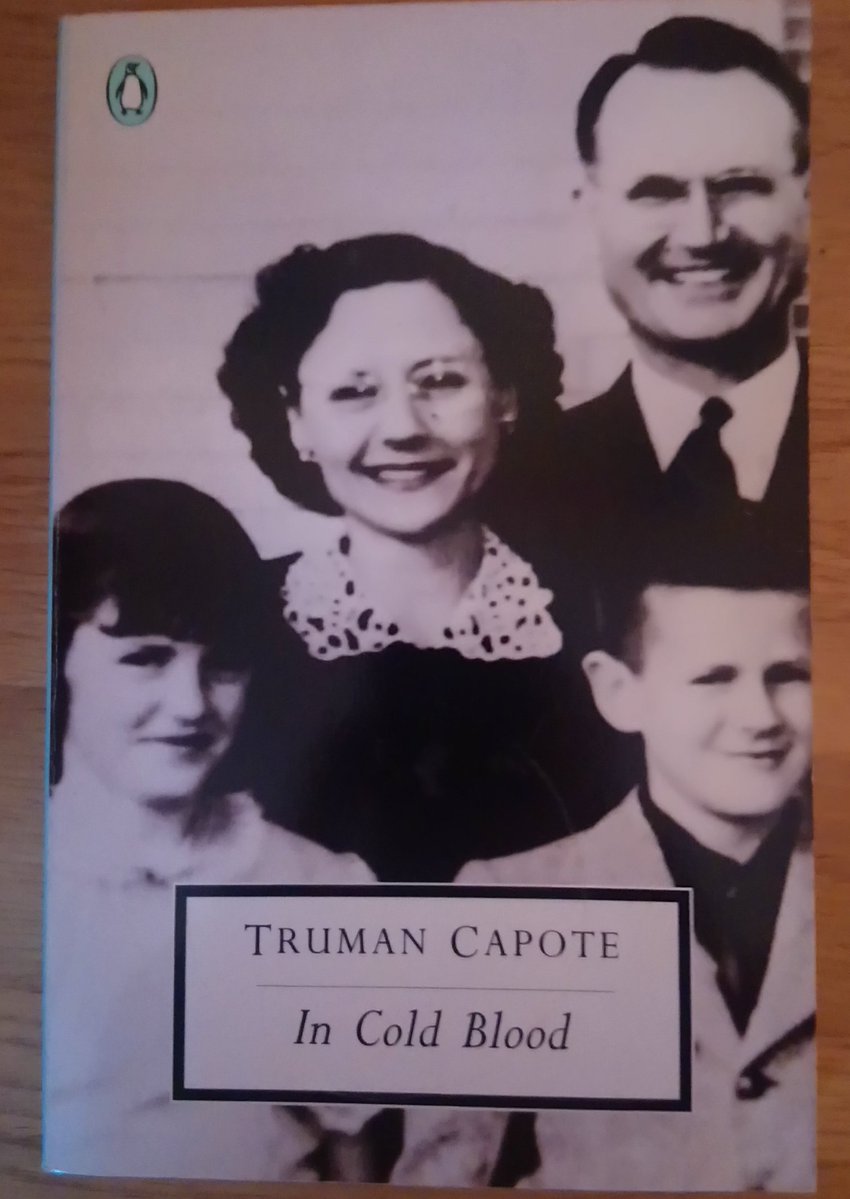 TRUMAN CAPOTE
In Cold Blood